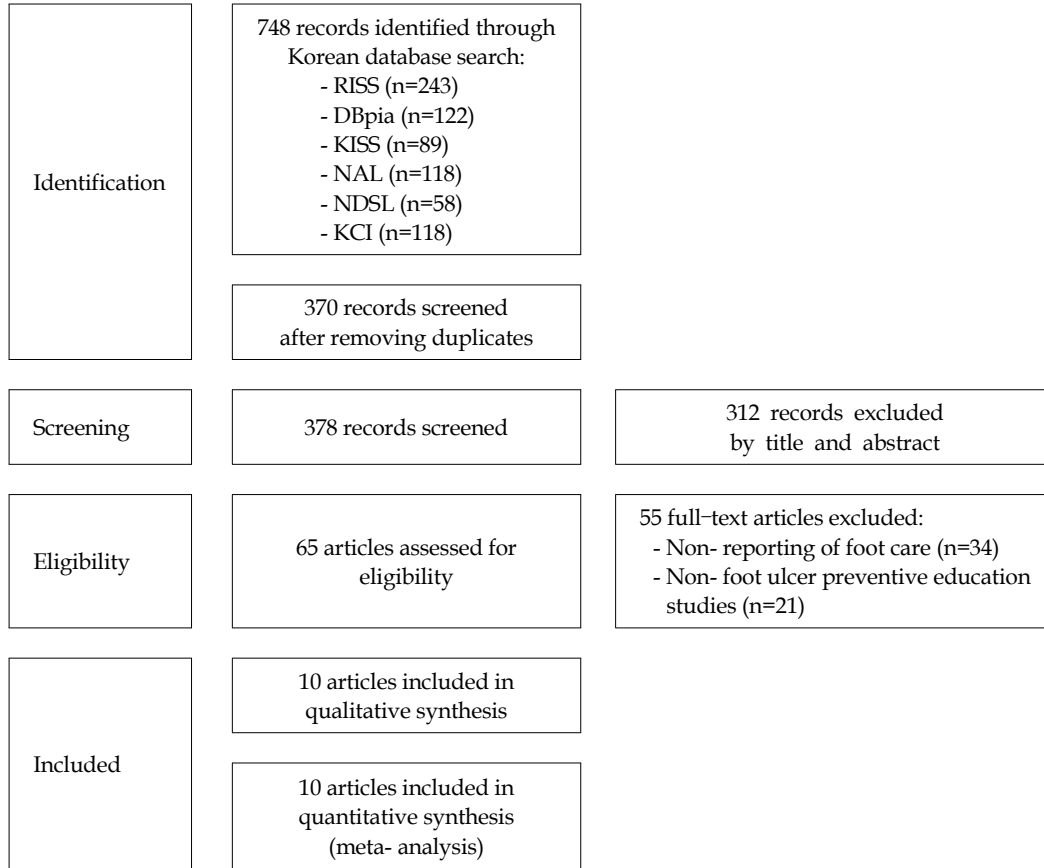 748 records identified through
Korean database search:
- RISS (n=243)
- DBpia (n=122)
- KISS (n=89)
- NAL (n=118)
- NDSL (n=58)
- KCI (n=118)
Identification
370 records screened
after removing duplicates
Screening
378 records screened
312 records excluded
by title and abstract
Eligibility
65 articles assessed for
eligibility
55 full-text articles excluded:
- Non- reporting of foot care (n=34)
- Non- foot ulcer preventive education
studies (n=21)
Included
10 articles included in
qualitative synthesis
10 articles included in
quantitative synthesis
(meta- analysis)